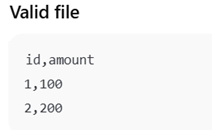 Valid file
id,amount
1,100
2,200